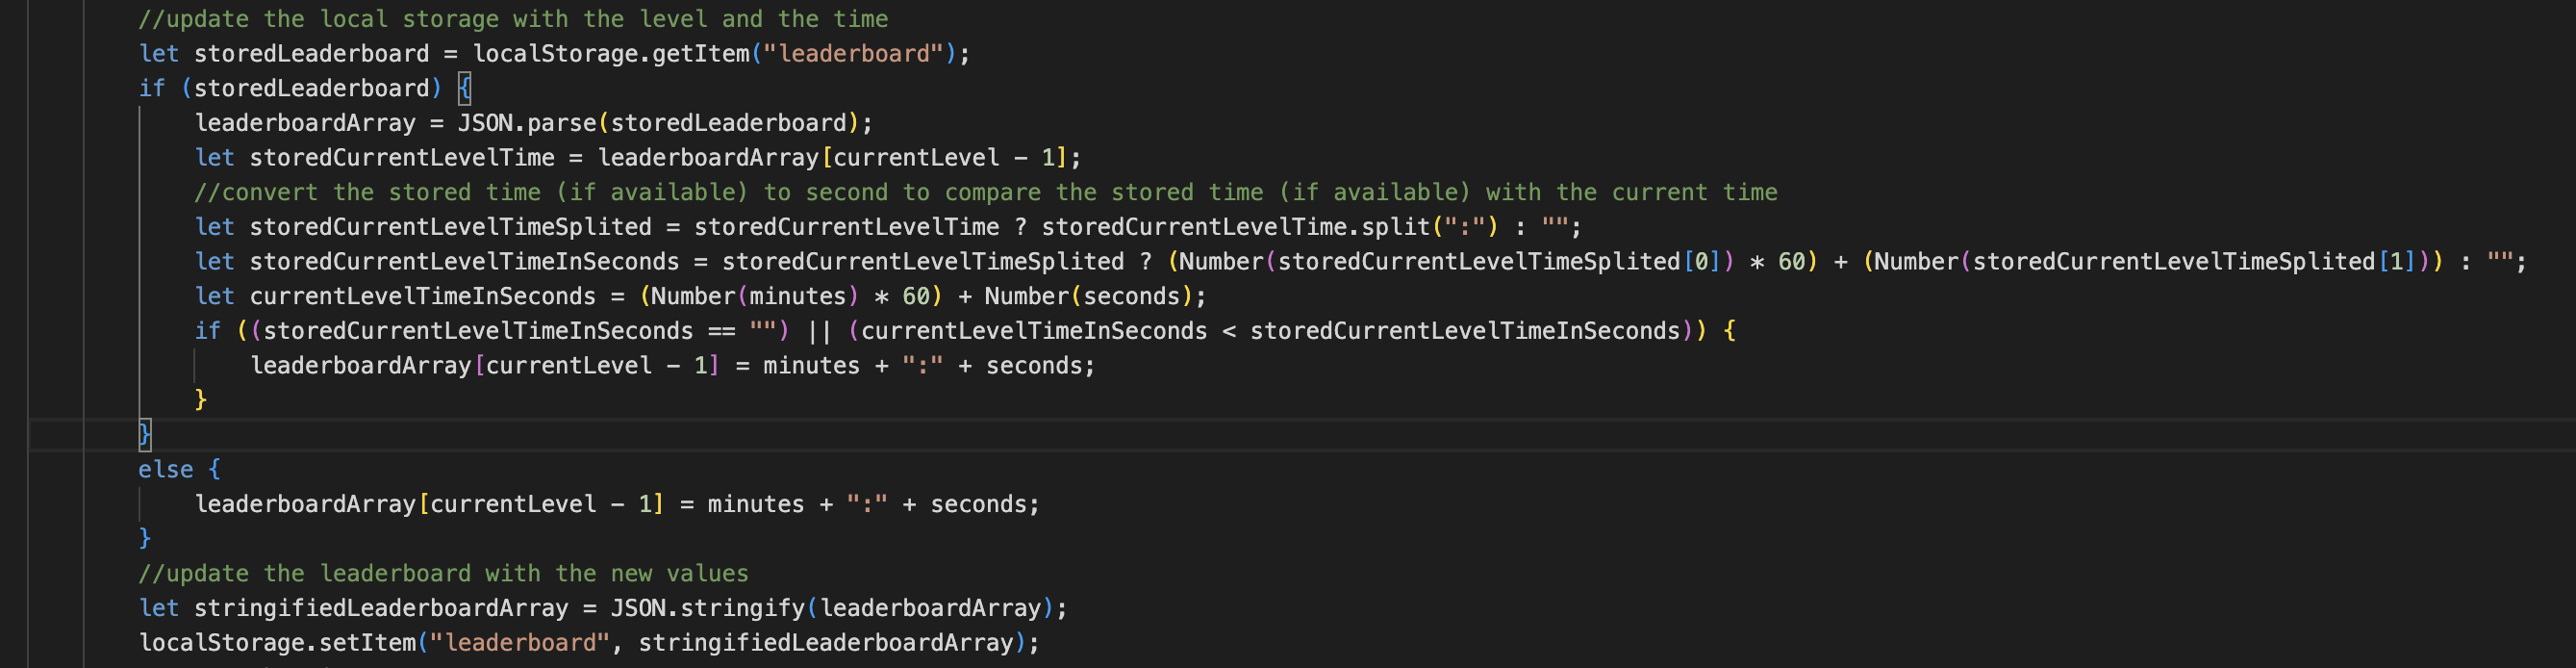 //update the local storage with the level and the time
let storedLeaderboard = localStorage.getItem("leaderboard");
if (storedLeaderboard) {
leaderboardArray = JSON.parse(storedLeaderboard);
let storedCurrentLevelTime = leaderboardArray[currentLevel - 1];
//convert the stored time (if available) to second to compare the stored time (if available) with the current time
let storedCurrentLevelTimeSplited = storedCurrentLevelTime ? storedCurrentLevelTime.split(":") : "";
let storedCurrentLevelTimeInSeconds = storedCurrentLevelTimeSplited ? (Number(storedCurrentLevelTimeSplited[0]) * 60) + (Number(storedCurrentLevelTimeSplited[1])) : "";
let currentLevelTimeInSeconds = (Number(minutes) * 60) + Number(seconds);
if ((storedCurrentLevelTimeInSeconds == "") || (currentLevelTimeInSeconds < storedCurrentLevelTimeInSeconds)) {
leaderboardArray[currentLevel - 1] = minutes + ":" + seconds;
}
}
else {
leaderboardArray[currentLevel - 1] = minutes + ":" + seconds;
}
//update the leaderboard with the new values
let stringifiedLeaderboardArray = JSON.stringify(leaderboardArray);
localStorage.setItem("leaderboard", stringifiedLeaderboardArray);